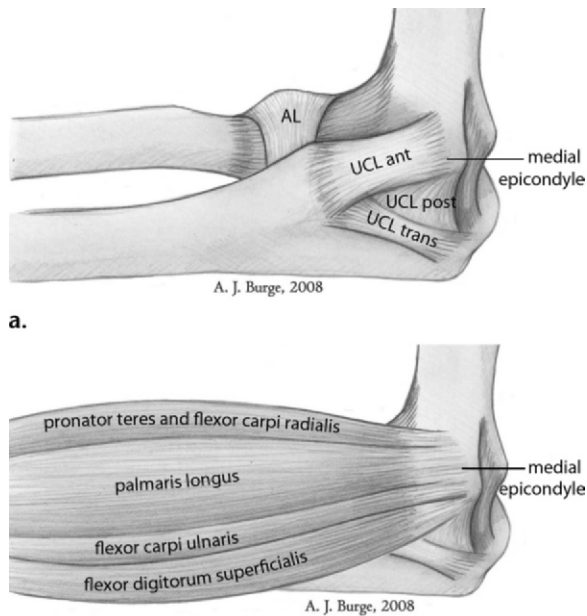 AL
UCL ant
medial
epicondyle
UCL post
UCL trans
A. J. Burge, 2008
a.
pronator teres and flexor carpi radialis
palmaris longus
medial
epicondyle
flexor carpi ulnaris
flexor digitorum superficialis
A. J. Burge, 2008